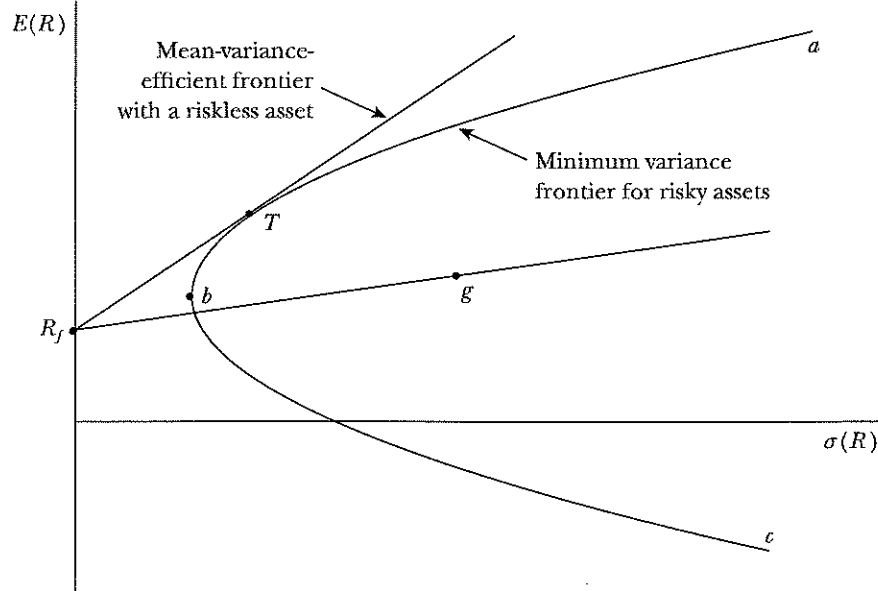 E(R)
Mean-variance-
efficient frontier
with a riskless asset
a
Minimum variance
frontier for risky assets
T
b
g
R_f
σ(R)
c